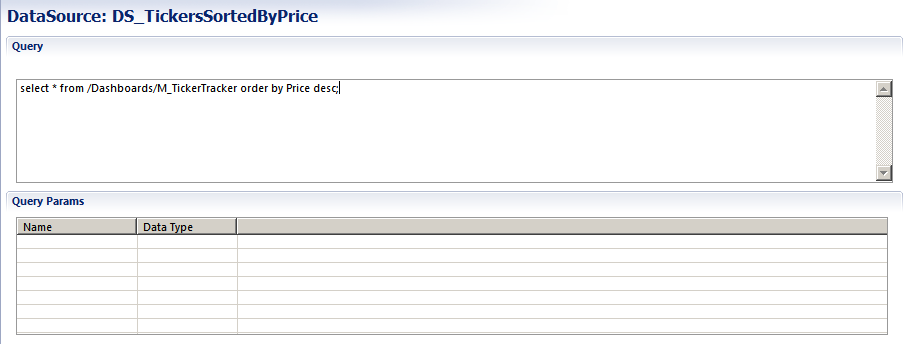 DataSource: DS_TickersSortedByPrice
Query
select * from /Dashboards/M_TickerTracker order by Price desc;
Query Params
Name Data Type